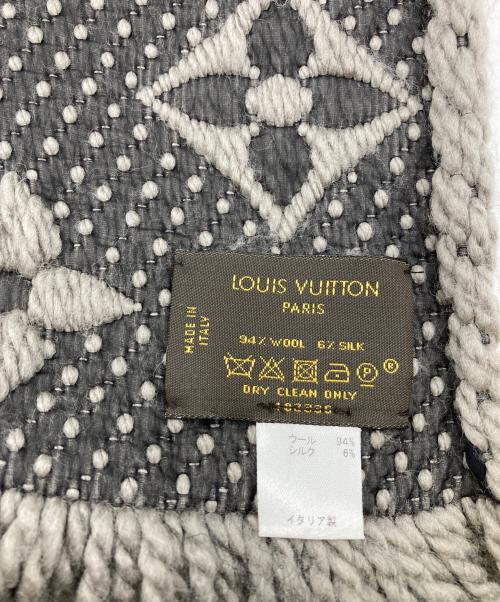 LOUIS VUITTON
PARIS
MADE IN
ITALY
94% WOOL 6% SILK
P ®
DRY CLEAN ONLY
ウール 94%
シルク 6%
イタリア製